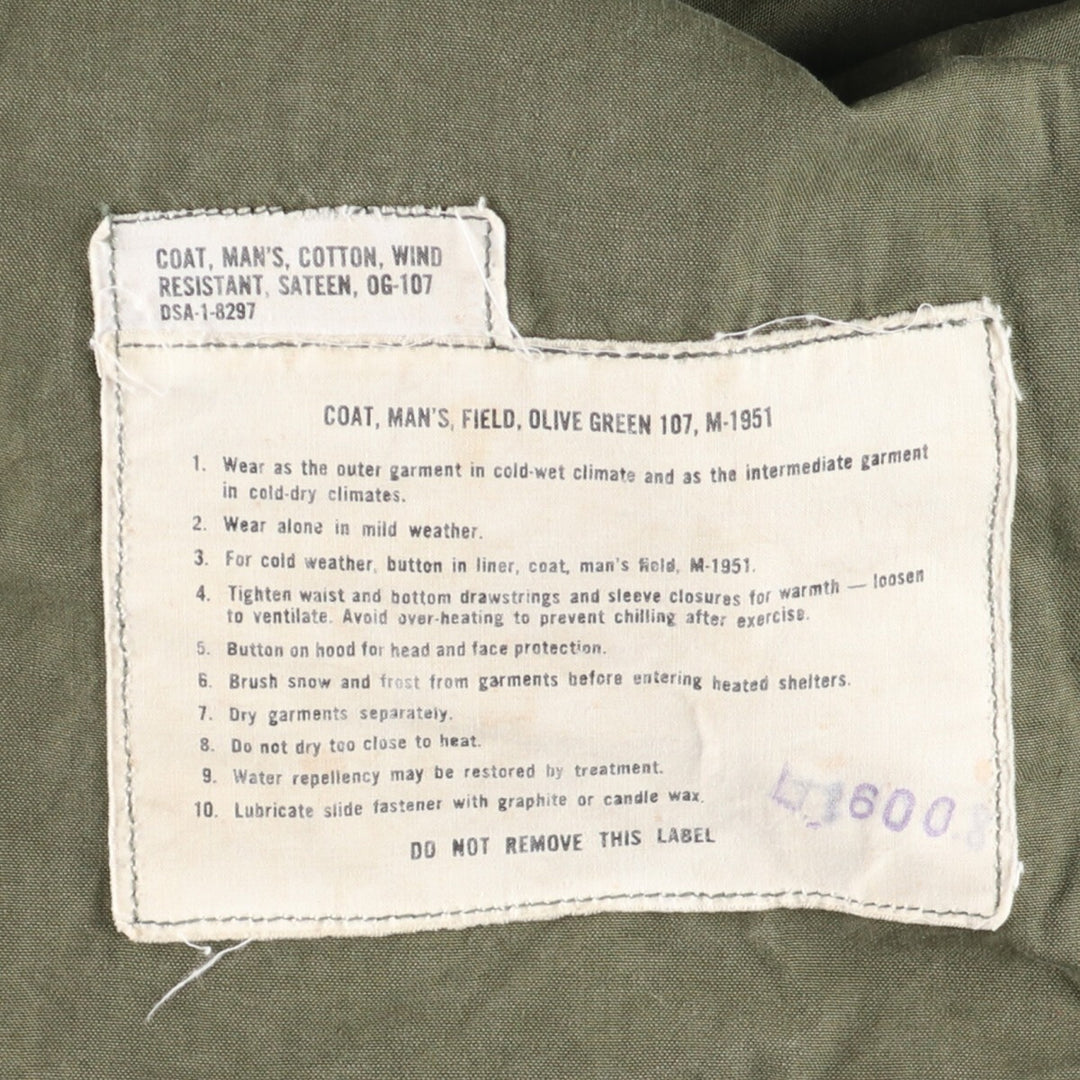 COAT, MAN'S, COTTON, WIND
RESISTANT, SATEEN, OG-107
DSA-1-8297
COAT, MAN'S, FIELD, OLIVE GREEN 107, M-1951
1. Wear as the outer garment in cold-wet climate and as the intermediate garment
in cold-dry climates.
2. Wear alone in mild weather.
3. For cold weather, button in liner, coat, man's field, M-1951.
4. Tighten waist and bottom drawstrings and sleeve closures for warmth — loosen
to ventilate. Avoid over-heating to prevent chilling after exercise.
5. Button on hood for head and face protection.
6. Brush snow and frost from garments before entering heated shelters.
7. Dry garments separately.
8. Do not dry too close to heat.
9. Water repellency may be restored by treatment.
10. Lubricate slide fastener with graphite or candle wax.
DO NOT REMOVE THIS LABEL